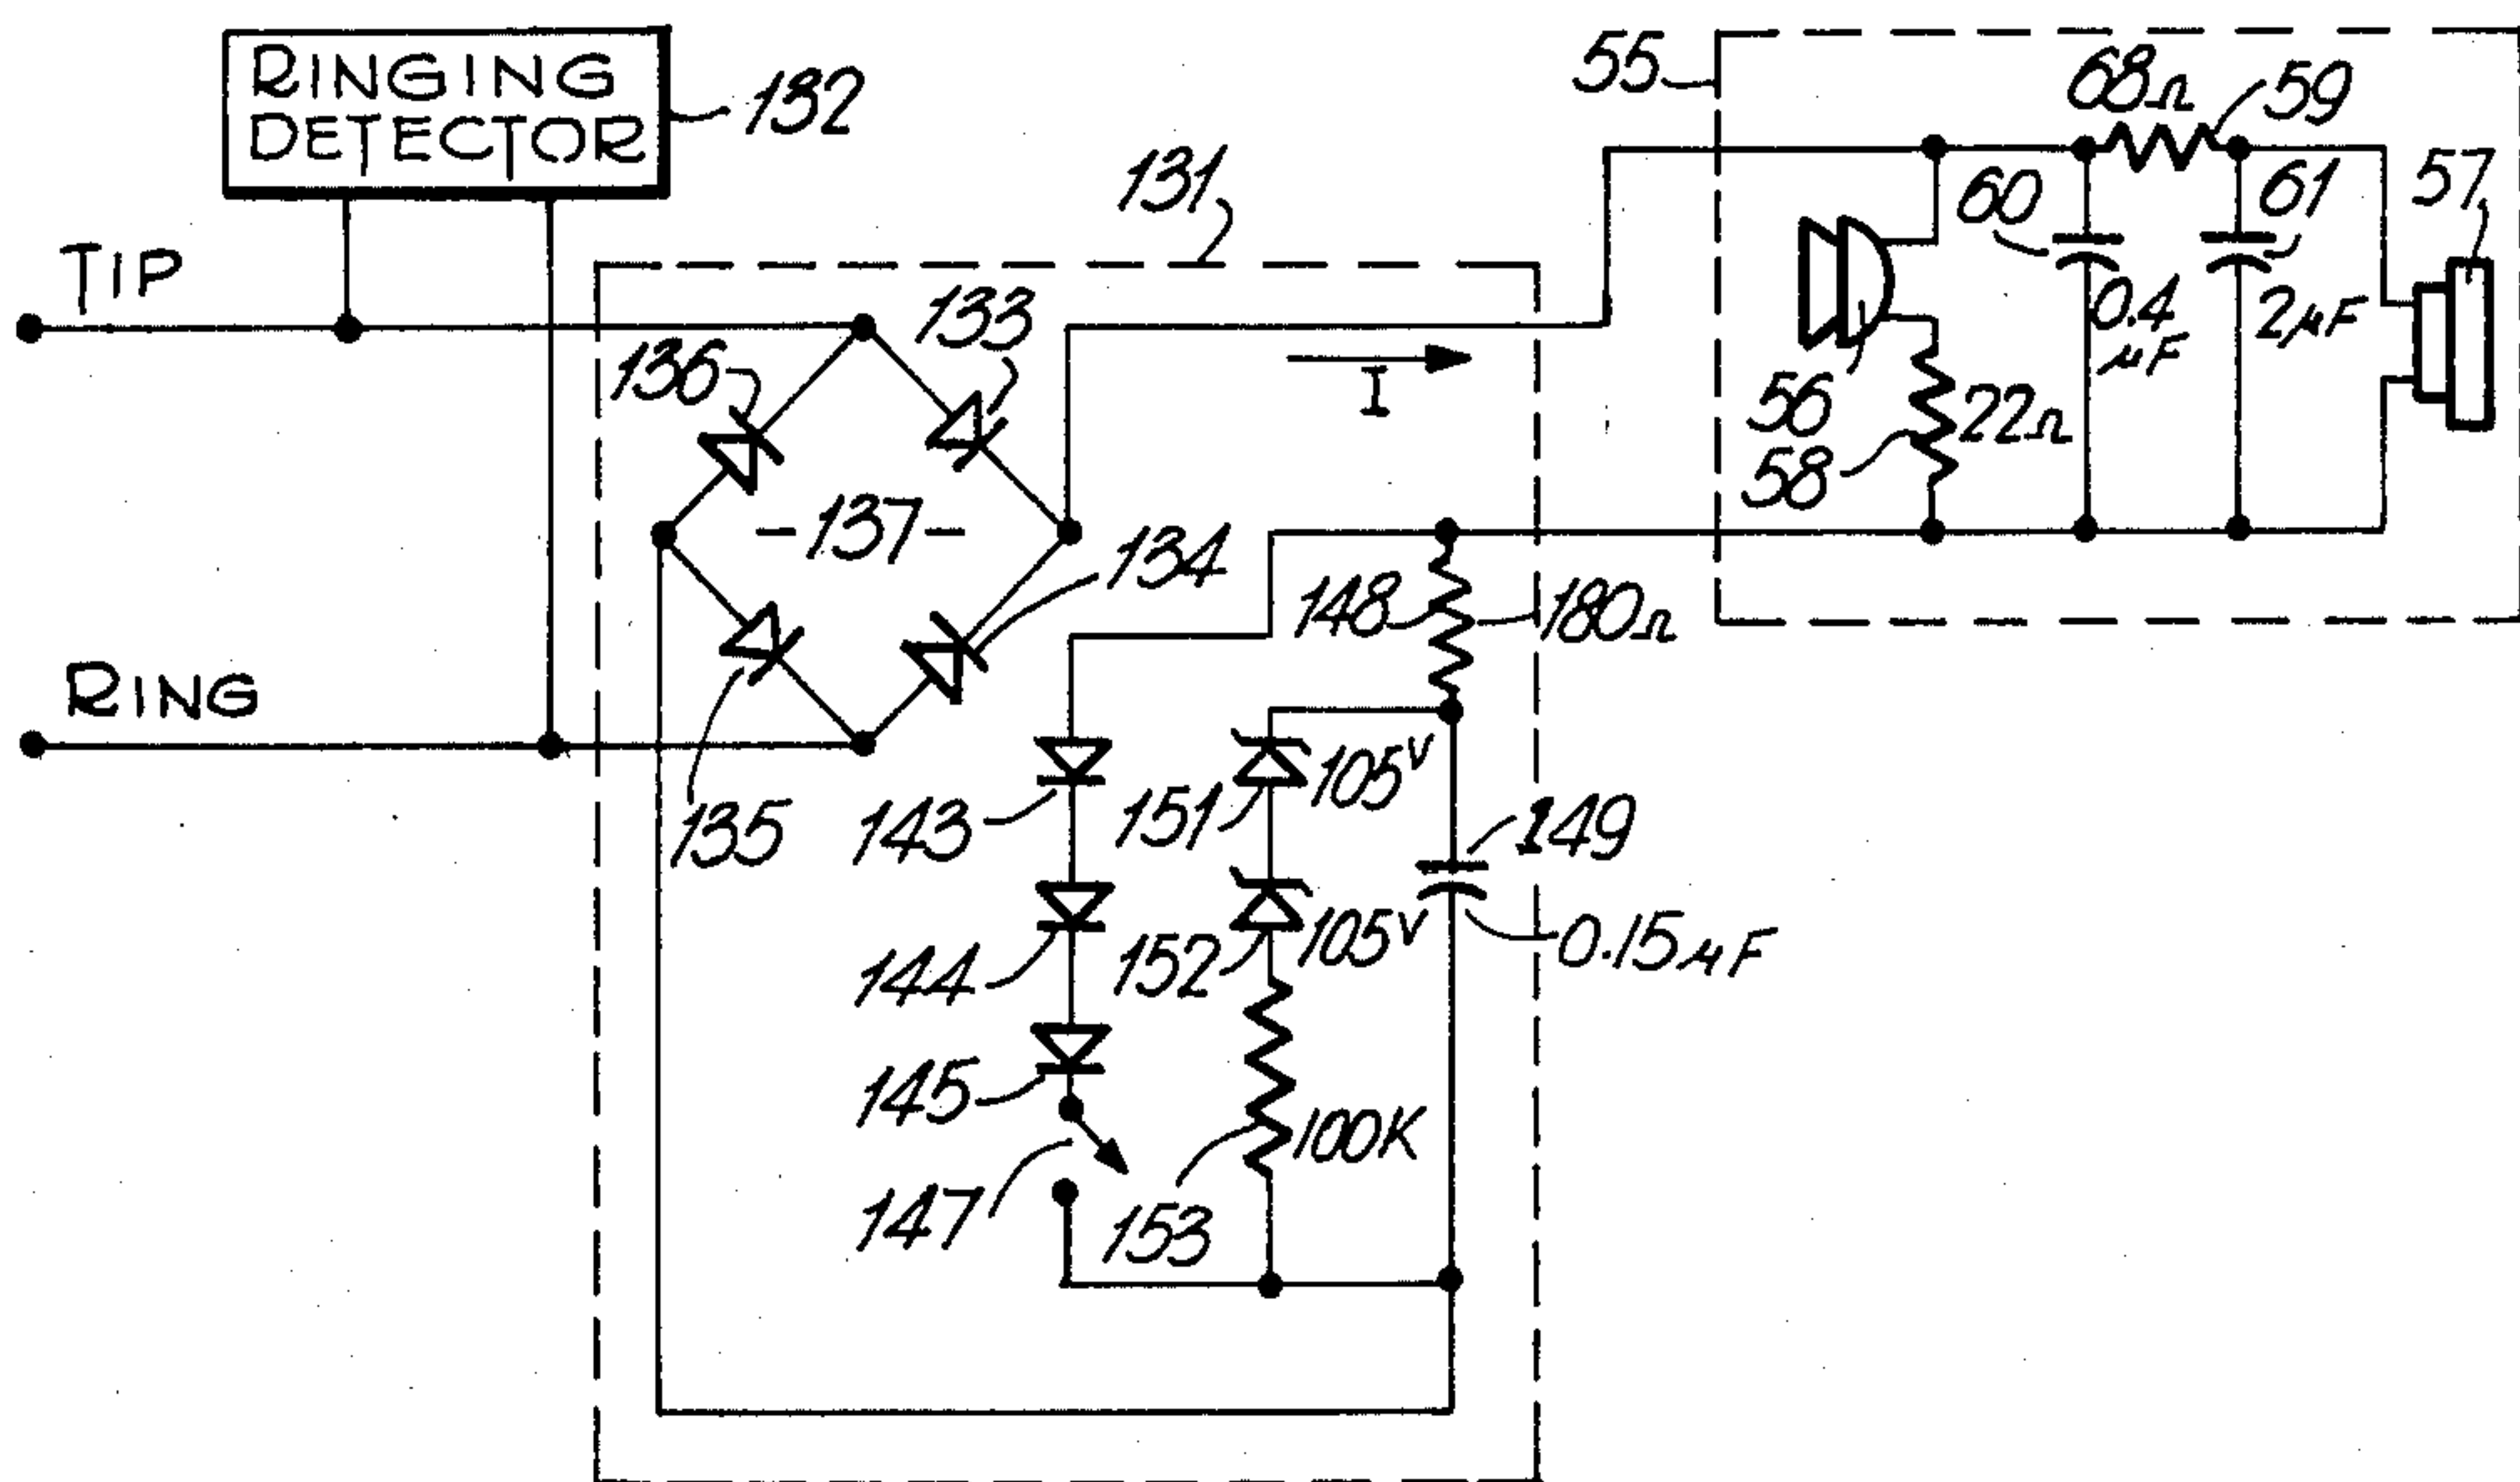 RINGING
DETECTOR
132
55
68Ω
59
57
131
60
61
TIP
133
136
0.4
μF
2μF
I
56
22Ω
58
-137-
134
148
180Ω
RING
135
143
151
105V
149
144
152
105V
0.15μF
145
100K
147
153